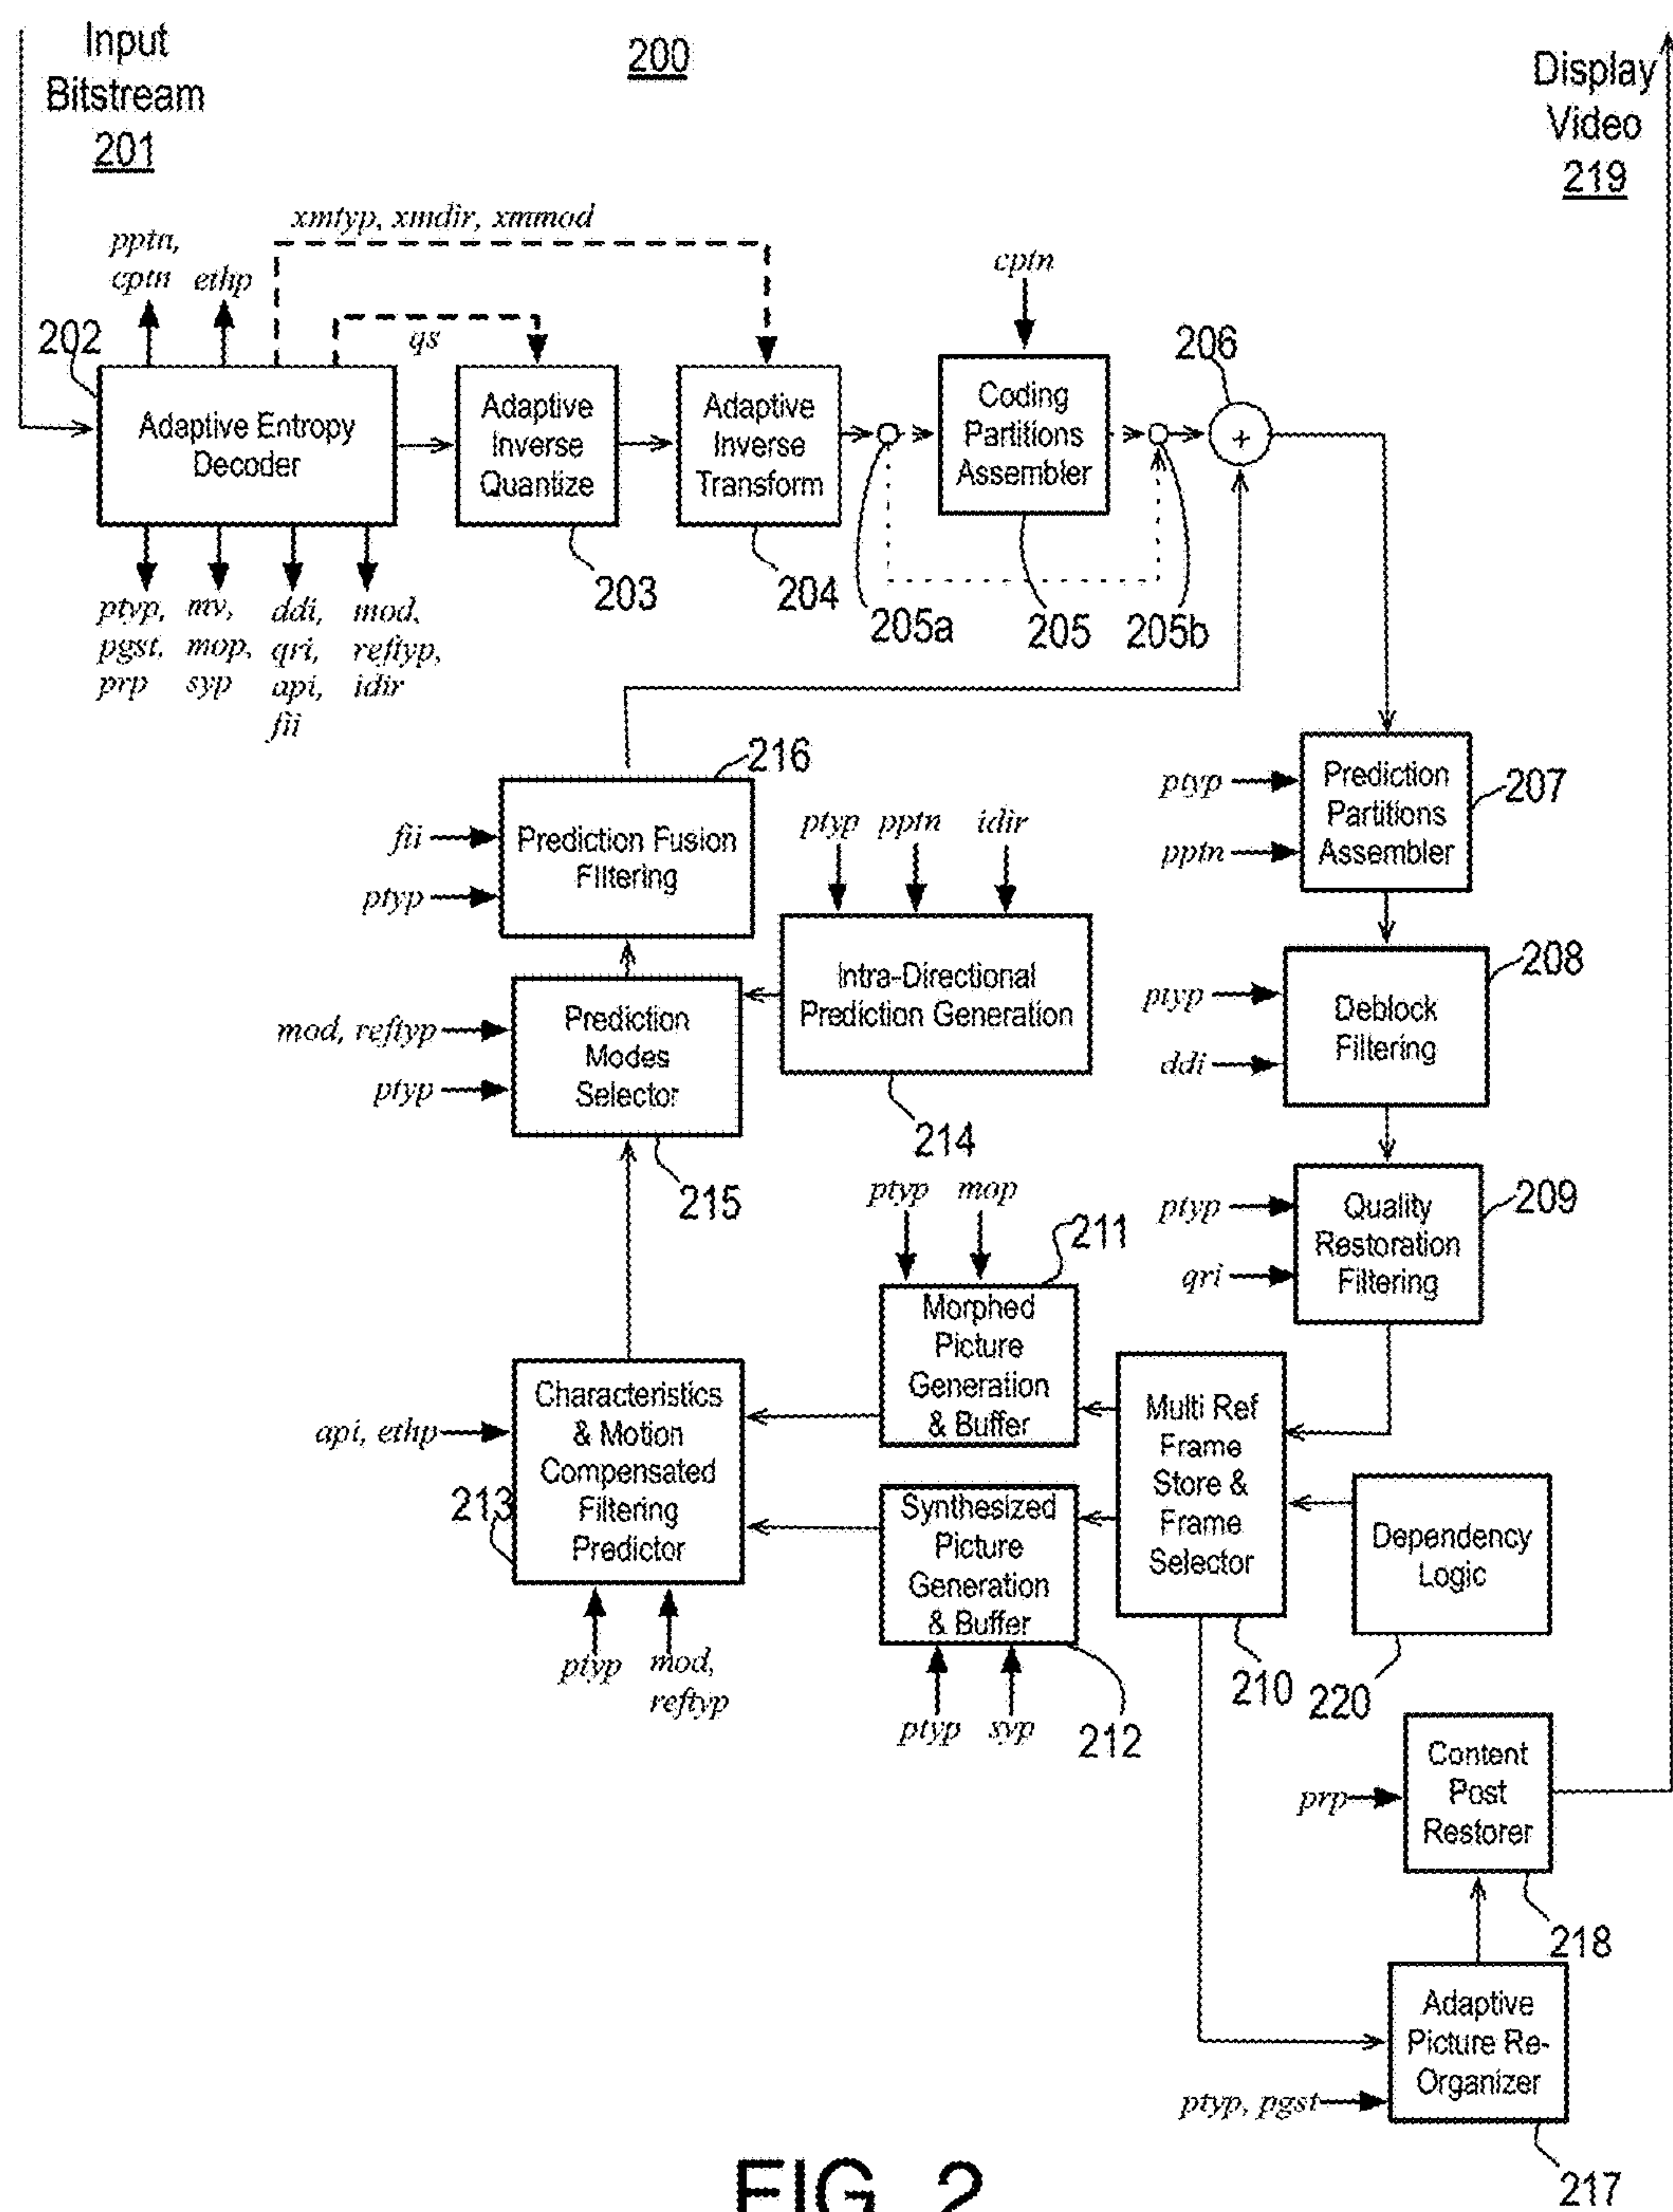 Input
Bitstream
201
200
Display
Video
219
xmtyp, xmdir, xmmod
pptn,
cptn
ethp
qs
cptn
202
206
Adaptive Entropy
Decoder
Adaptive
Inverse
Quantize
Adaptive
Inverse
Transform
Coding
Partitions
Assembler
+
203
204
205a
205
205b
ptyp,
pgst,
prp
mv,
mop,
syp
ddi,
qri,
api,
fii
mod,
reftyp,
idir
216
fii
ptyp
Prediction Fusion
Filtering
ptyp
pptn
idir
ptyp
pptn
Prediction
Partitions
Assembler
207
Intra-Directional
Prediction Generation
214
mod, reftyp
ptyp
Prediction
Modes
Selector
215
ptyp
ddi
Deblock
Filtering
208
ptyp
mop
211
Morphed
Picture
Generation
& Buffer
ptyp
qri
Quality
Restoration
Filtering
209
api, ethp
213
Characteristics
& Motion
Compensated
Filtering
Predictor
ptyp
mod,
reftyp
Synthesized
Picture
Generation
& Buffer
ptyp
syp
212
Multi Ref
Frame
Store &
Frame
Selector
210
Dependency
Logic
220
prp
Content
Post
Restorer
218
Adaptive
Picture Re-
Organizer
ptyp, pgst
217
FIG. 2